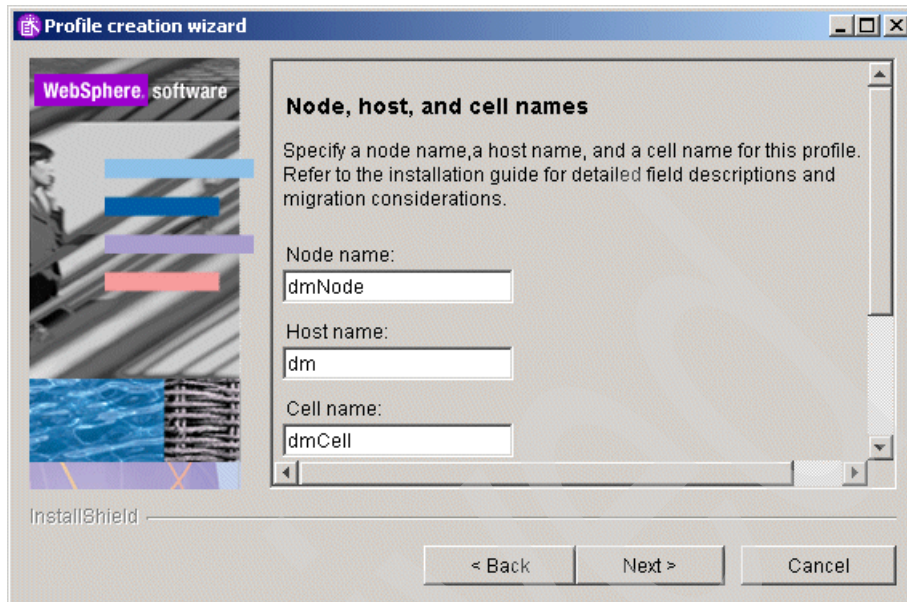 Profile creation wizard
WebSphere. software
Node, host, and cell names
Specify a node name,a host name, and a cell name for this profile.
Refer to the installation guide for detailed field descriptions and
migration considerations.
Node name:
dmNode
Host name:
dm
Cell name:
dmCell
InstallShield
< Back
Next >
Cancel